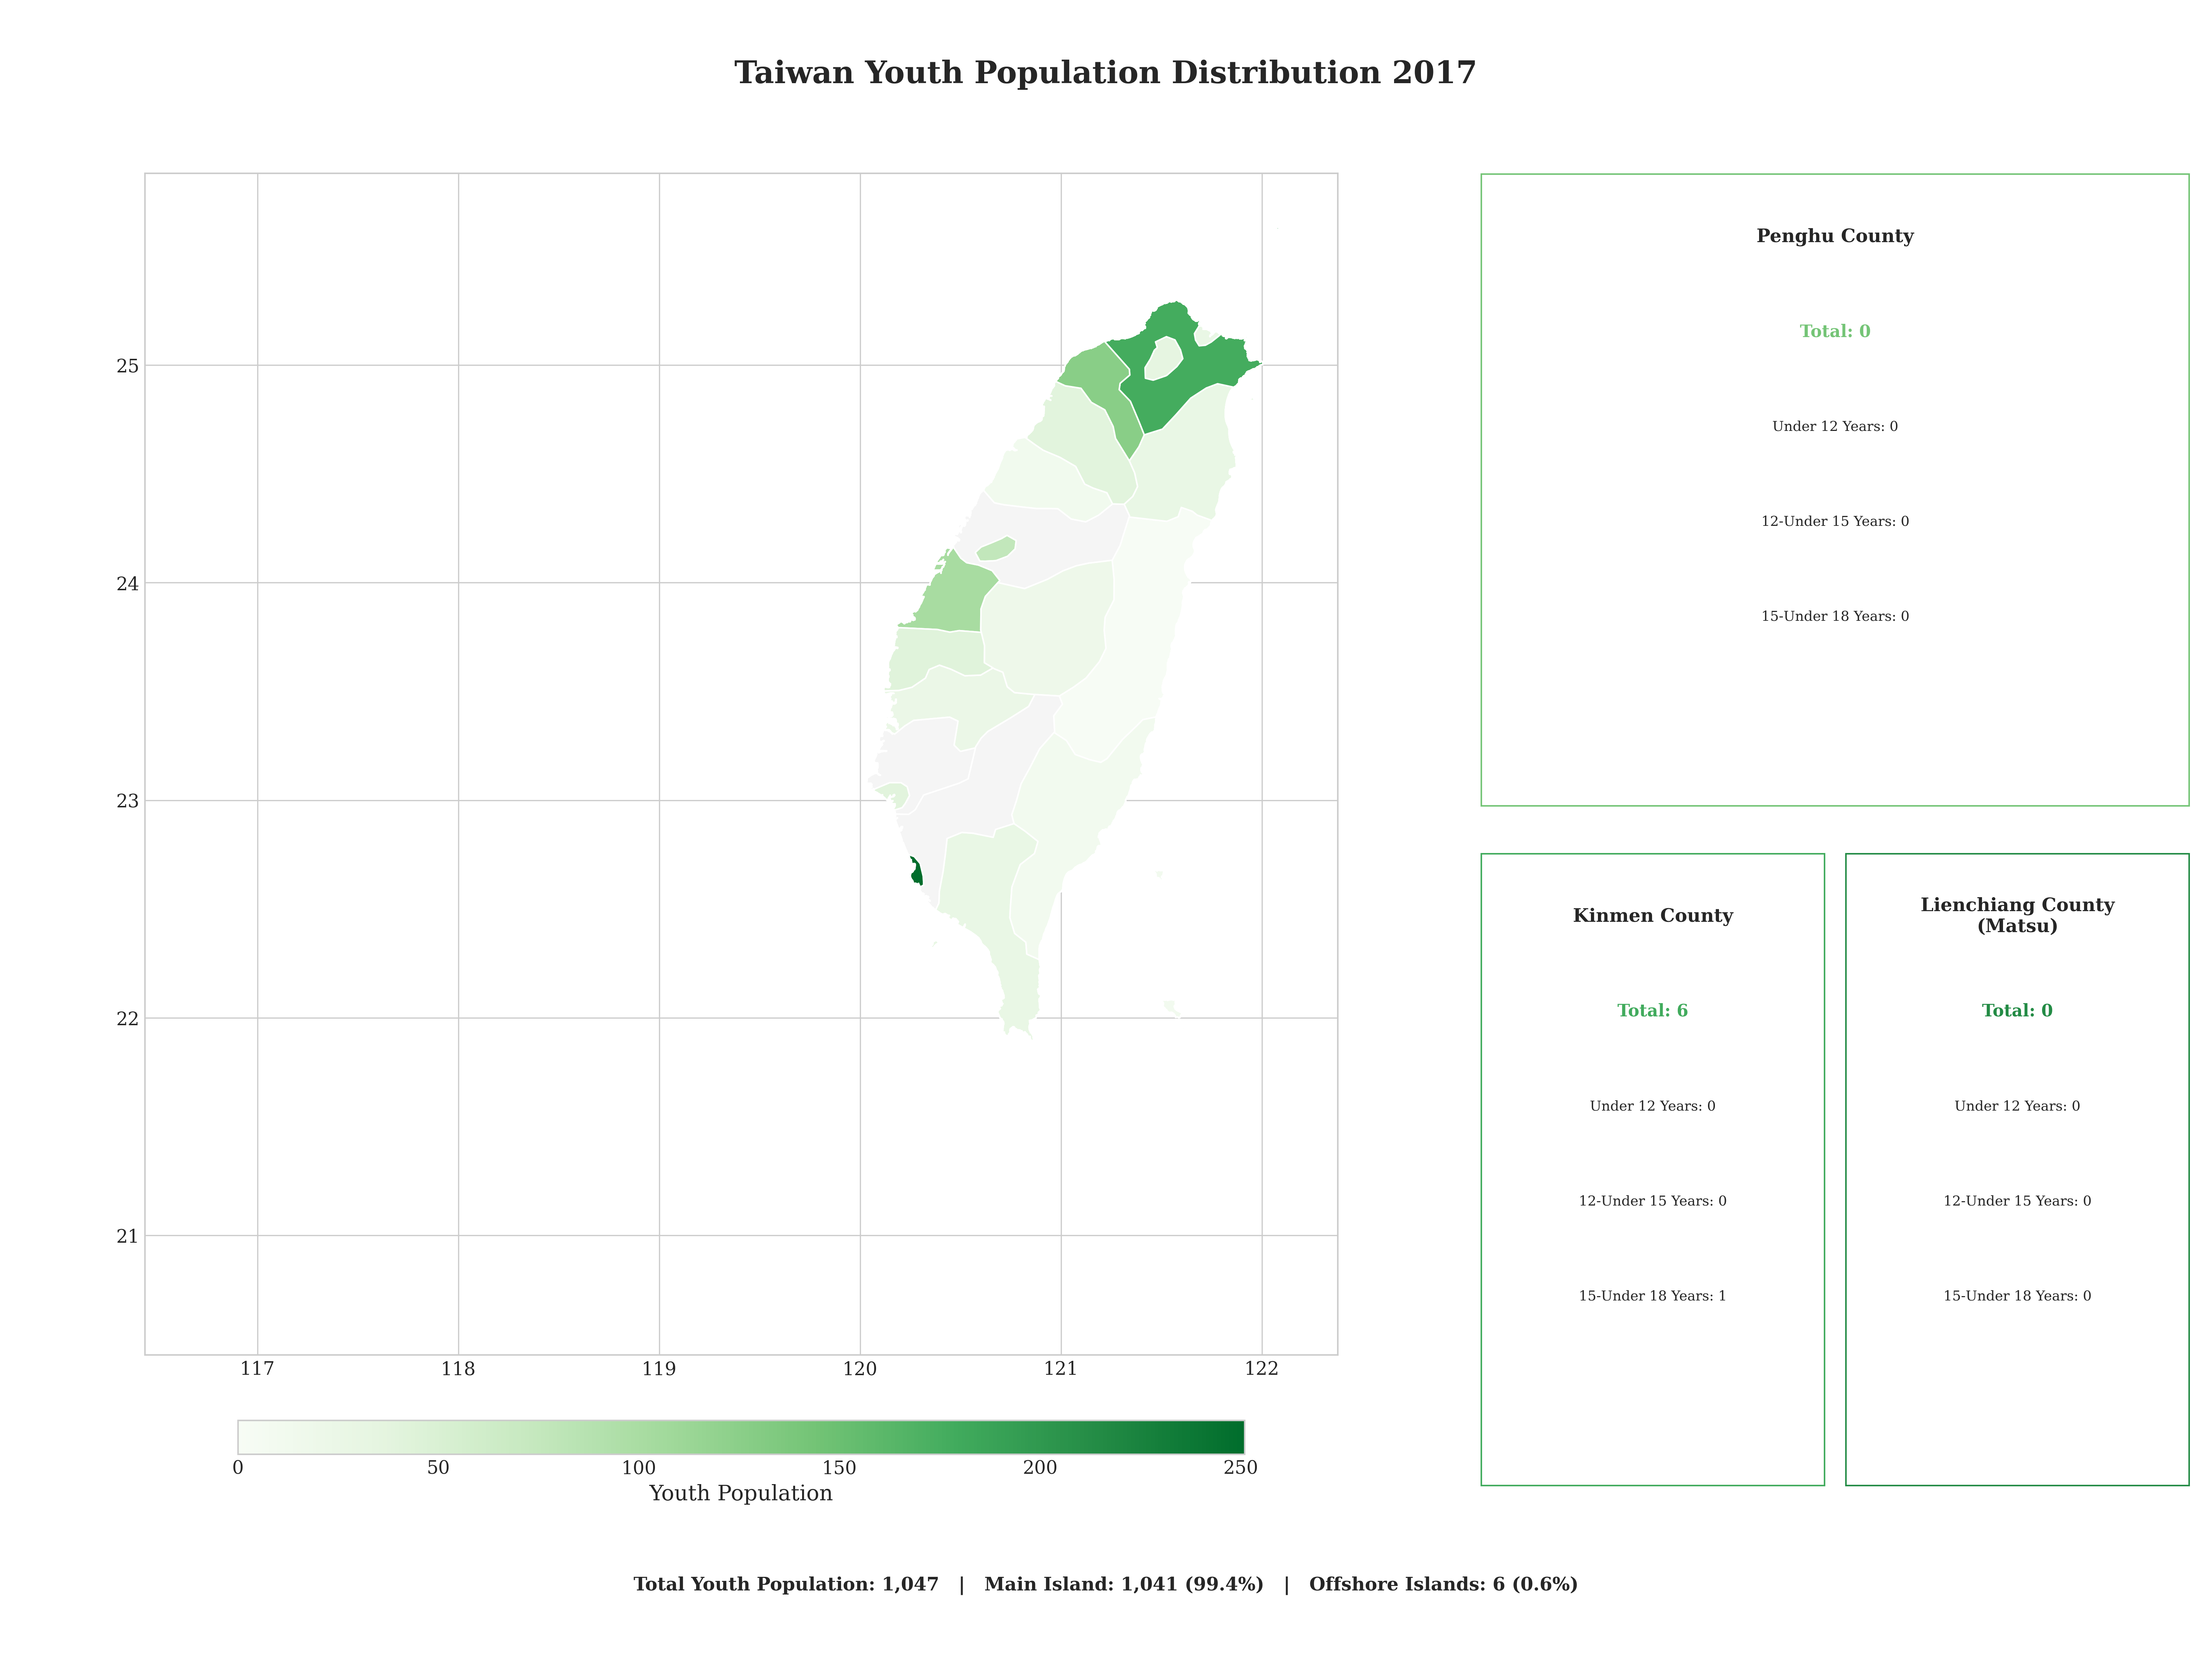 Taiwan Youth Population Distribution 2017
25
24
23
22
21
117 118 119 120 121 122
0 50 100 150 200 250
Youth Population
Penghu County
Total: 0
Under 12 Years: 0
12-Under 15 Years: 0
15-Under 18 Years: 0
Kinmen County
Total: 6
Under 12 Years: 0
12-Under 15 Years: 0
15-Under 18 Years: 1
Lienchiang County
(Matsu)
Total: 0
Under 12 Years: 0
12-Under 15 Years: 0
15-Under 18 Years: 0
Total Youth Population: 1,047 | Main Island: 1,041 (99.4%) | Offshore Islands: 6 (0.6%)